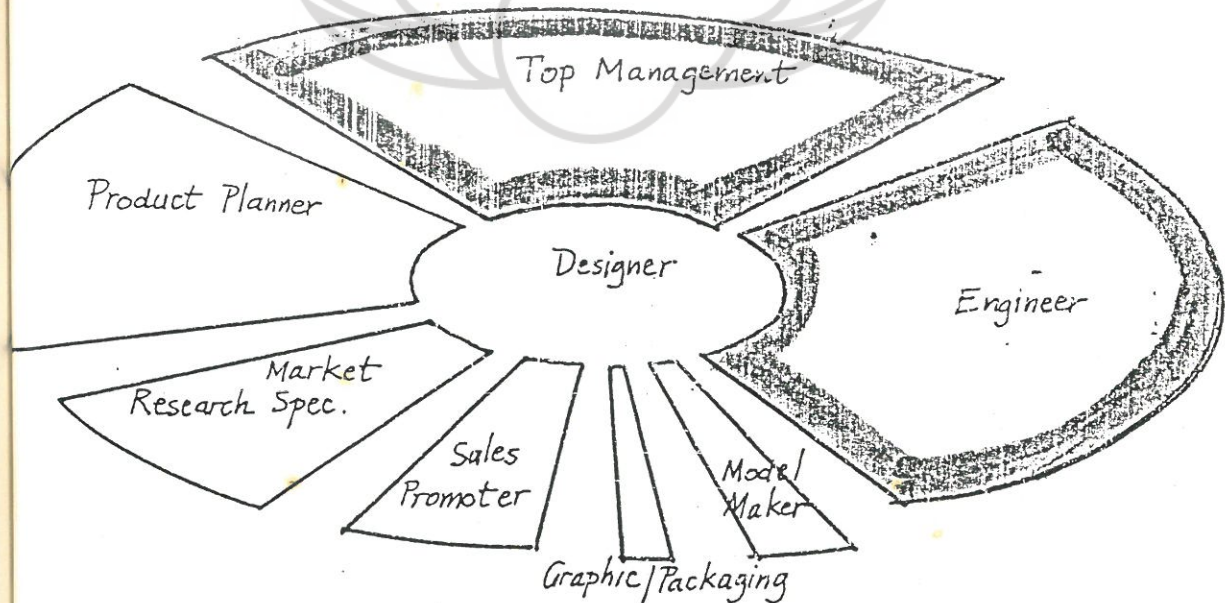 Top Management
Product Planner
Designer
Engineer
Market
Research Spec.
Sales
Promoter
Model
Maker
Graphic/Packaging